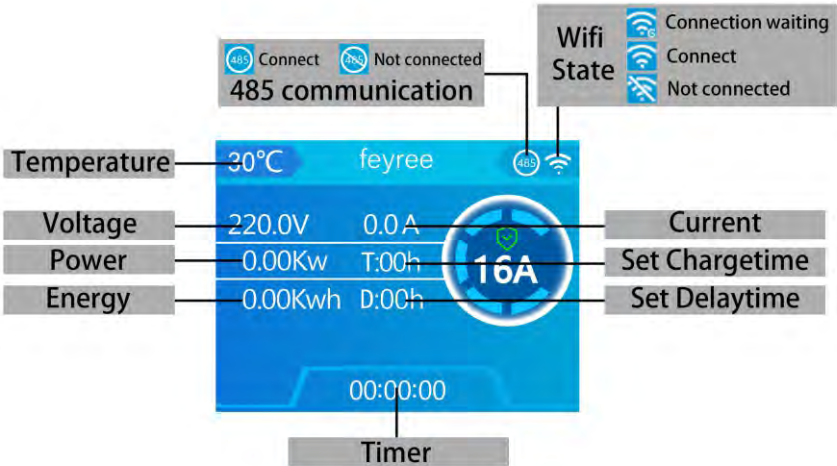 485 Connect 485 Not connected
485 communication
Wifi State
Connection waiting
Connect
Not connected
Temperature
30°C feyree 485
Voltage
220.0V 0.0A
Current
Power
0.00Kw T:00h
Set Chargetime
16A
Energy
0.00Kwh D:00h
Set Delaytime
00:00:00
Timer